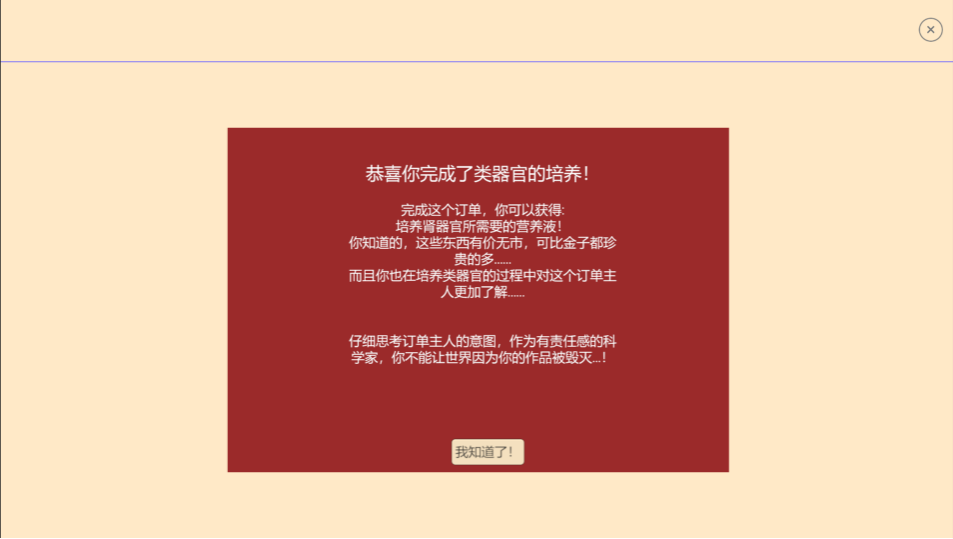 恭喜你完成了类器官的培养！
完成这个订单，你可以获得:
培养肾器官所需要的营养液！
你知道的，这些东西有价无市，可比金子都珍
贵的多......
而且你也在培养类器官的过程中对这个订单主
人更加了解......
仔细思考订单主人的意图，作为有责任感的科
学家，你不能让世界因为你的作品被毁灭...！
我知道了！